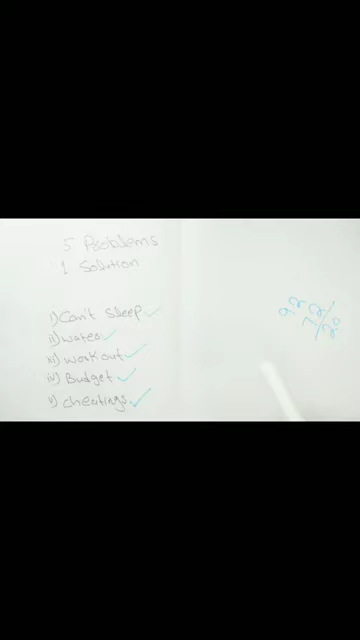 5 Problems
1 Solution
i) Can't sleep
ii) water
iii) work out
iv) Budget
v) cheatings